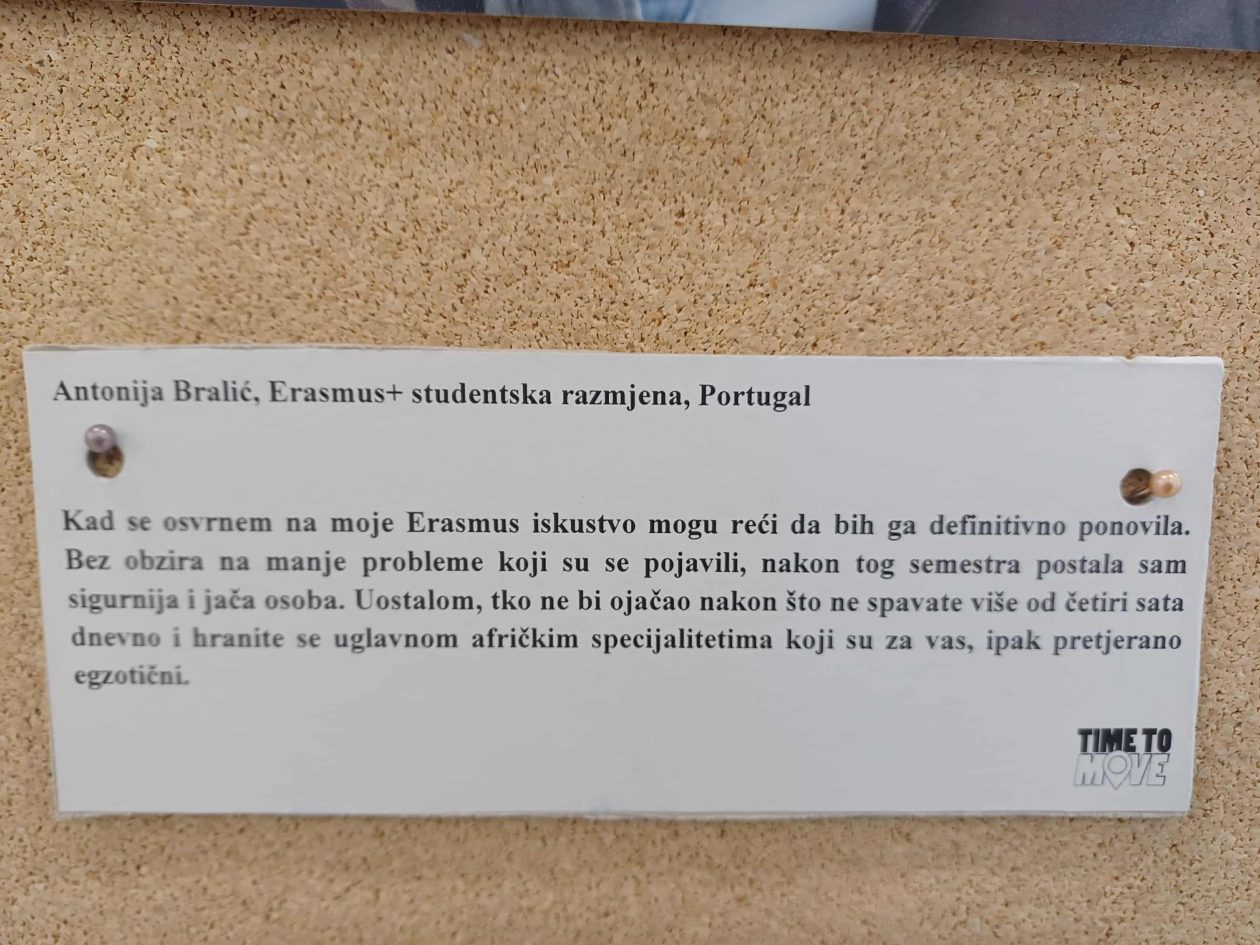 Antonija Bralić, Erasmus+ studentska razmjena, Portugal
Kad se osvrnem na moje Erasmus iskustvo mogu reći da bih ga definitivno ponovila.
Bez obzira na manje probleme koji su se pojavili, nakon tog semestra postala sam
sigurnija i jača osoba. Uostalom, tko ne bi ojačao nakon što ne spavate više od četiri sata
dnevno i hranite se uglavnom afričkim specijalitetima koji su za vas, ipak pretjerano
egzotični.
TIME TO
MOVE